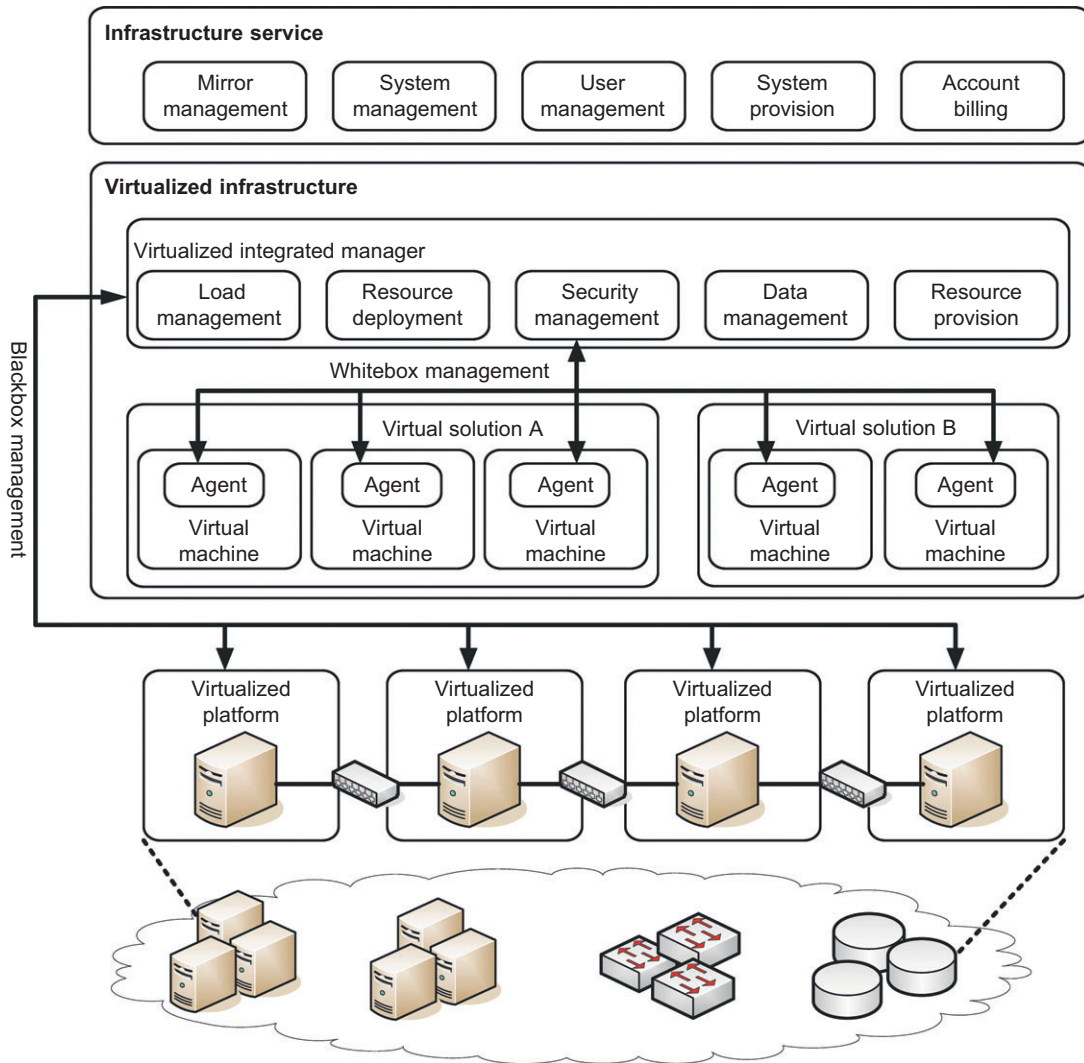 Infrastructure service
Mirror
management
System
management
User
management
System
provision
Account
billing
Virtualized infrastructure
Virtualized integrated manager
Load
management
Resource
deployment
Security
management
Data
management
Resource
provision
Blackbox management
Whitebox management
Virtual solution A
Agent
Virtual
machine
Agent
Virtual
machine
Agent
Virtual
machine
Virtual solution B
Agent
Virtual
machine
Agent
Virtual
machine
Virtualized
platform
Virtualized
platform
Virtualized
platform
Virtualized
platform